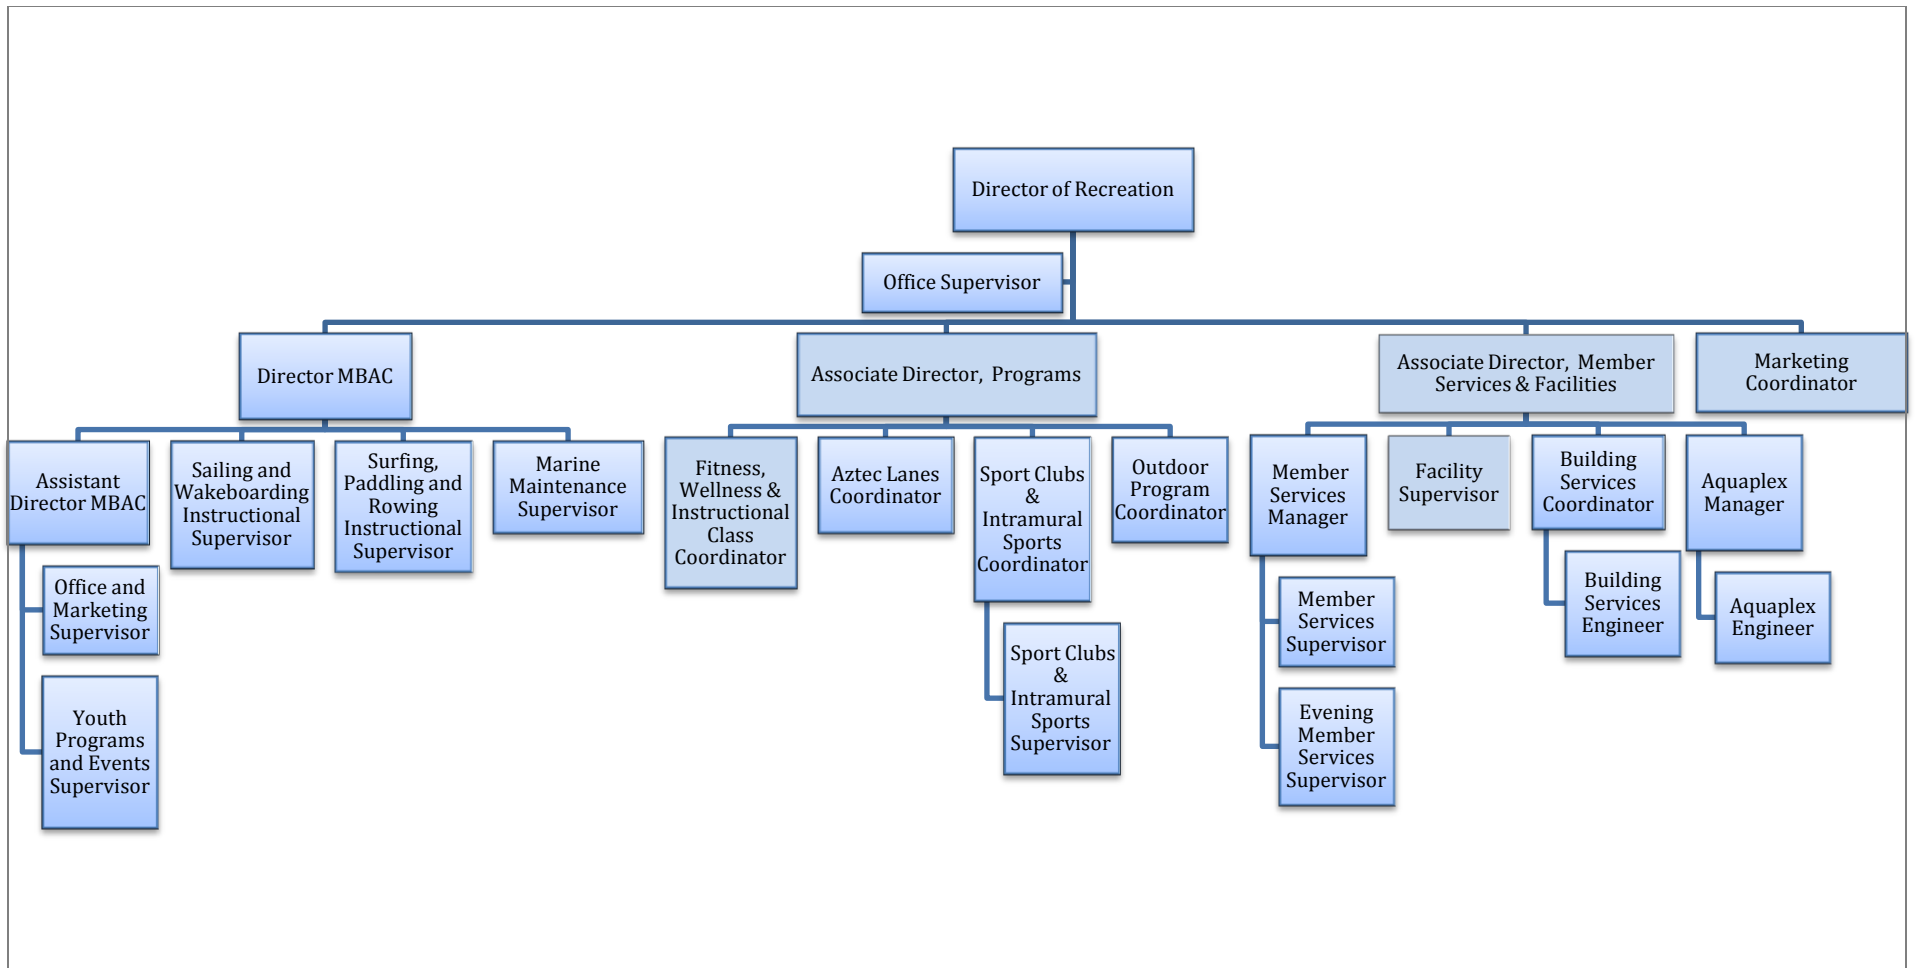 Director of Recreation
Office Supervisor
Director MBAC
Associate Director, Programs
Associate Director, Member
Services & Facilities
Marketing
Coordinator
Assistant
Director MBAC
Sailing and
Wakeboarding
Instructional
Supervisor
Surfing,
Paddling and
Rowing
Instructional
Supervisor
Marine
Maintenance
Supervisor
Fitness,
Wellness &
Instructional
Class
Coordinator
Aztec Lanes
Coordinator
Sport Clubs
&
Intramural
Sports
Coordinator
Outdoor
Program
Coordinator
Member
Services
Manager
Facility
Supervisor
Building
Services
Coordinator
Aquaplex
Manager
Office and
Marketing
Supervisor
Youth
Programs
and Events
Supervisor
Sport Clubs
&
Intramural
Sports
Supervisor
Member
Services
Supervisor
Evening
Member
Services
Supervisor
Building
Services
Engineer
Aquaplex
Engineer